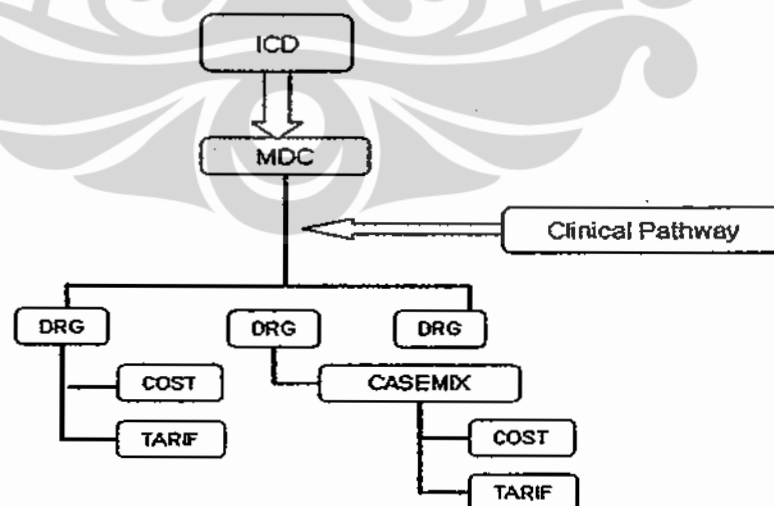 ICD
MDC
Clinical Pathway
DRG
DRG
DRG
COST
CASEMIX
TARIF
COST
TARIF